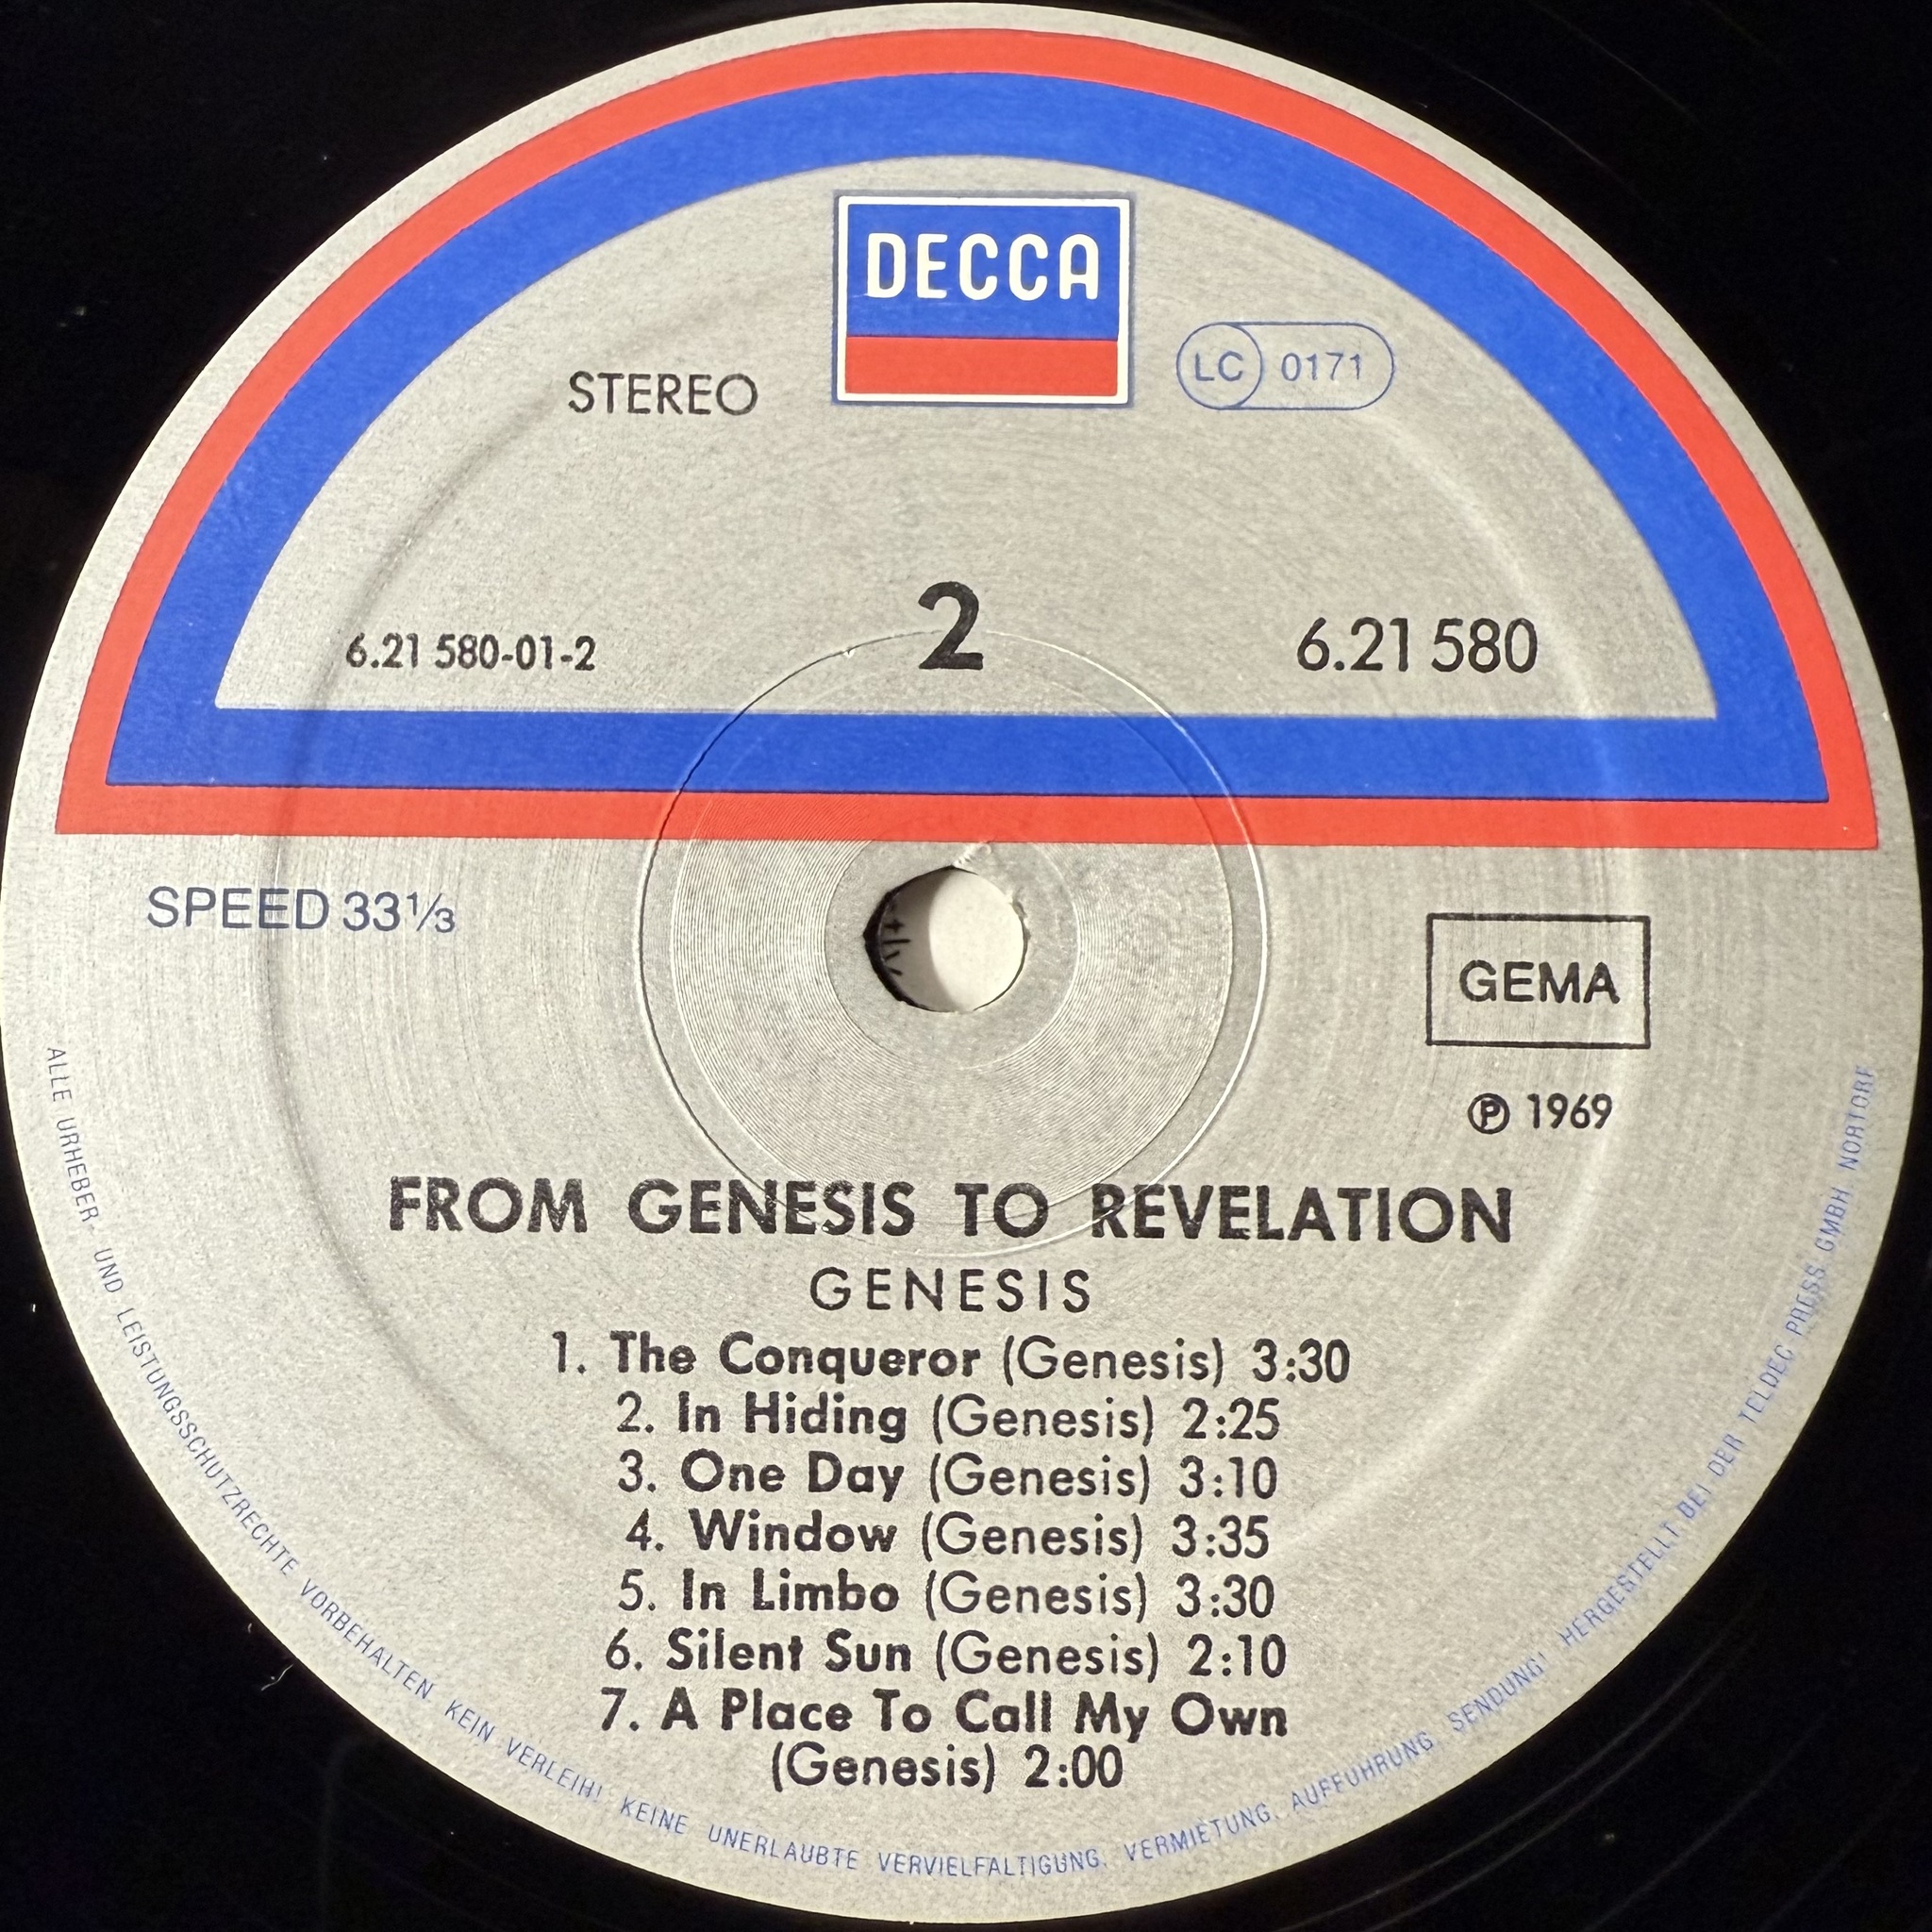 DECCA
STEREO
LC 0171
6.21 580-01-2
2
6.21 580
SPEED 33⅓
GEMA
℗ 1969
FROM GENESIS TO REVELATION
GENESIS
1. The Conqueror (Genesis) 3:30
2. In Hiding (Genesis) 2:25
3. One Day (Genesis) 3:10
4. Window (Genesis) 3:35
5. In Limbo (Genesis) 3:30
6. Silent Sun (Genesis) 2:10
7. A Place To Call My Own
(Genesis) 2:00
ALLE URHEBER UND LEISTUNGSSCHUTZRECHTE VORBEHALTEN KEIN VERLEIH! KEINE UNERLAUBTE VERVIELFALTIGUNG, VERMIETUNG, AUFFUHRUNG SENDUNG! HERGESTELLT BEI DER TELDEC PRESS GMBH NORTORF